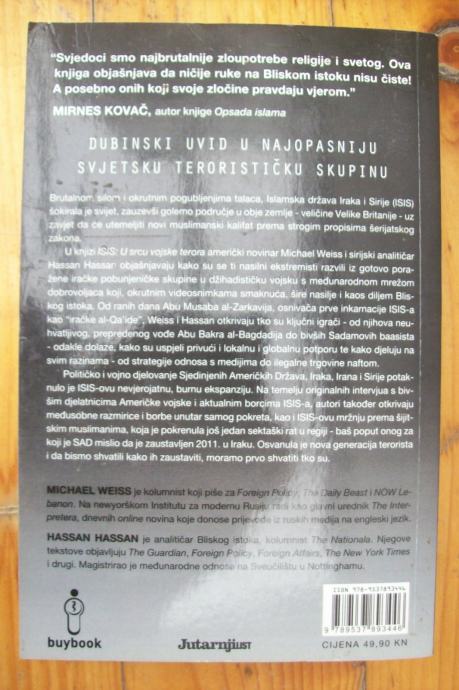 “Svjedoci smo najbrutalnije zloupotrebe religije i svetog. Ova
knjiga objašnjava da ničije ruke na Bliskom istoku nisu čiste!
A posebno onih koji svoje zločine pravdaju vjerom.”
MIRNES KOVAČ, autor knjige Opsada islama
DUBINSKI UVID U NAJOPASNIJU
SVJETSKU TERORISTIČKU SKUPINU
Brutalnom silom i okrutnim pogubljenjima talaca, Islamska država Iraka i Sirije (ISIS)
šokirala je svijet, zauzevši golemo područje u obje zemlje - veličine Velike Britanije - uz
zavjet da će utemeljiti novi muslimanski kalifat prema strogim propisima šerijatskog
zakona.
U knjizi ISIS: U srcu vojske terora američki novinar Michael Weiss i sirijski analitičar
Hassan Hassan objašnjavaju kako su se ti nasilni ekstremisti razvili iz gotovo pora-
žene iračke pobunjeničke skupine u džihadističku vojsku s međunarodnom mrežom
dobrovoljaca koji, okrutnim videosnimkama smaknuća, šire nasilje i kaos diljem Blis-
kog istoka. Od ranih dana Abu Musaba al-Zarkavija, osnivača prve inkarnacije ISIS-a
kao “iračke al-Qa'ide”, Weiss i Hassan otkrivaju tko su ključni igrači - od njihova neu-
hvatljivog, prepredenog vođe Abu Bakra al-Bagdadija do bivših Sadamovih baasista
- odakle dolaze, kako su uspjeli privući i lokalnu i globalnu potporu te kako djeluju na
svim razinama - od strategije odnosa s medijima do ilegalne trgovine naftom.
Političko i vojno djelovanje Sjedinjenih Američkih Država, Iraka, Irana i Sirije potak-
nulo je ISIS-ovu nevjerojatnu, burnu ekspanziju. Na temelju originalnih intervjua s biv-
šim djelatnicima Američke vojske i aktualnim borcima ISIS-a, autori također otkrivaju
međusobne razmirice i borbe unutar samog pokreta, kao i ISIS-ovu mržnju prema šijit-
skim muslimanima, koja je pokrenula još jedan sektaški rat u regiji - baš poput onog za
koji je SAD mislio da je zaustavljen 2011. u Iraku. Osvanula je nova generacija terorista
i da bismo shvatili kako ih zaustaviti, moramo prvo shvatiti tko su.
MICHAEL WEISS je kolumnist koji piše za Foreign Policy, The Daily Beast i NOW Le-
banon. Na newyorškom Institutu za modernu Rusiju radi kao glavni urednik The Inter-
pretera, dnevnih online novina koje donose prijevode iz ruskih medija na engleski jezik.
HASSAN HASSAN je analitičar Bliskog istoka, kolumnist The Nationala. Njegove
tekstove objavljuju The Guardian, Foreign Policy, Foreign Affairs, The New York Times
i drugi. Magistrirao je međunarodne odnose na Sveučilištu u Nottinghamu.
ISBN 978-9537893446
9 789537 893446
buybook
Jutarnji LIST
CIJENA 49,90 KN